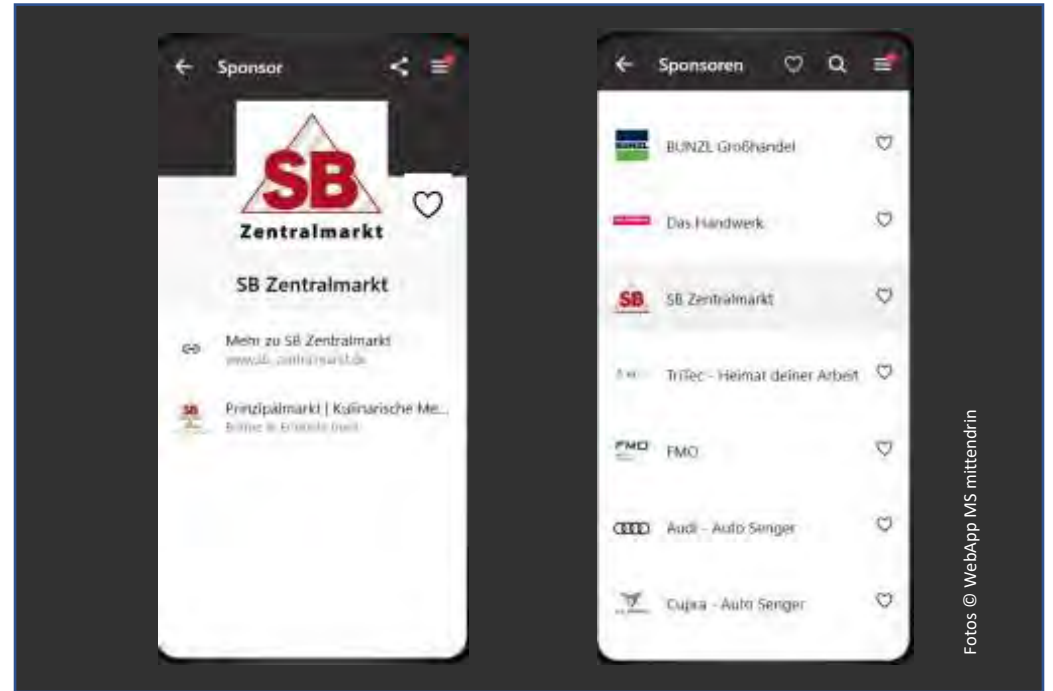 Sponsor
SB
Zentralmarkt
SB Zentralmarkt
Mehr zu SB Zentralmarkt
Prinzipalmarkt | Kulinarische Me...
Sponsoren
BUNZL
BUNZL Großhandel
Das Handwerk
SB
SB Zentralmarkt
TriTec - Heimat deiner Arbeit
FMO
FMO
Audi - Auto Senger
Cupra - Auto Senger
Fotos © WebApp MS mittendrin